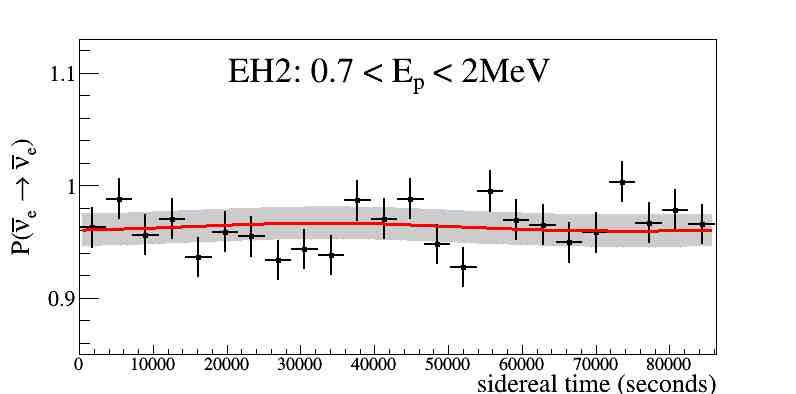 EH2: 0.7 < Eₚ < 2MeV
P(ν̅ₑ → ν̅ₑ)
1.1
1
0.9
0 10000 20000 30000 40000 50000 60000 70000 80000
sidereal time (seconds)